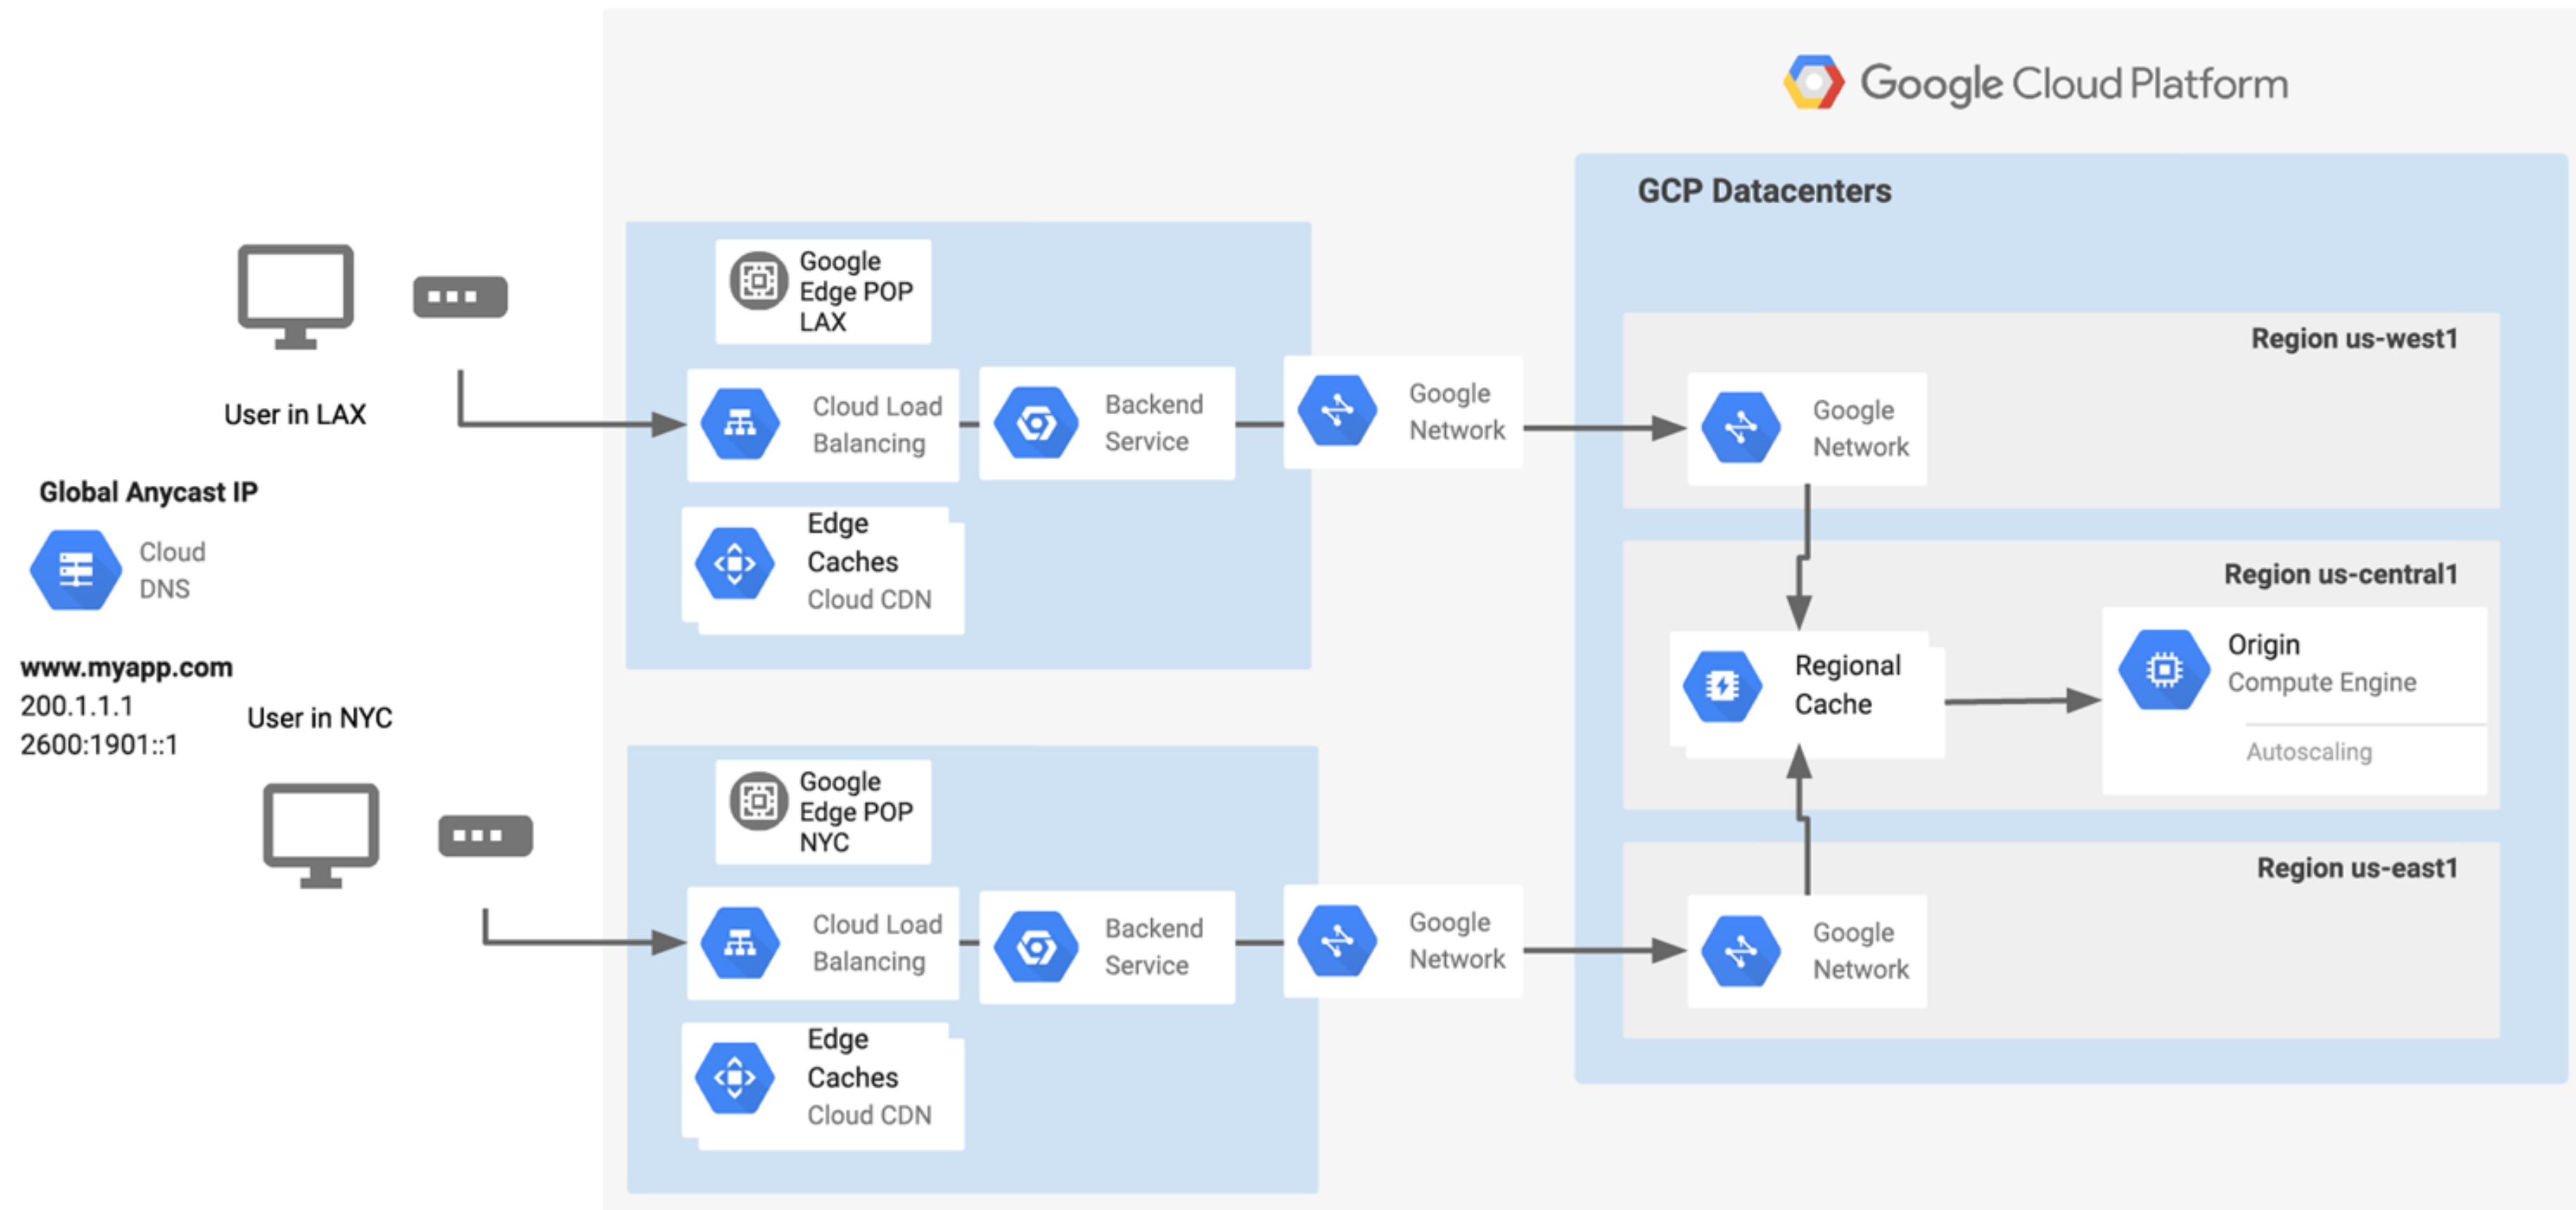 Google Cloud Platform
GCP Datacenters
User in LAX
Global Anycast IP
Cloud
DNS
www.myapp.com
200.1.1.1
2600:1901::1
User in NYC
Google
Edge POP
LAX
Cloud Load
Balancing
Backend
Service
Google
Network
Edge
Caches
Cloud CDN
Google
Edge POP
NYC
Cloud Load
Balancing
Backend
Service
Google
Network
Edge
Caches
Cloud CDN
Region us-west1
Google
Network
Region us-central1
Regional
Cache
Origin
Compute Engine
Autoscaling
Region us-east1
Google
Network